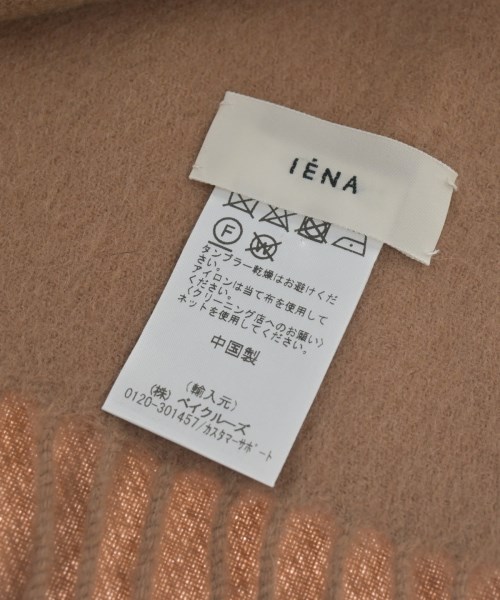 IÉNA
F
W
タンブラー乾燥はお避けくだ
さい。
アイロンは当て布を使用して
ください。
〈クリーニング店へのお願い〉
ネットを使用してください。
中国製
(輸入元)
(株) ベイクルーズ
0120-301457/カスタマーサポート